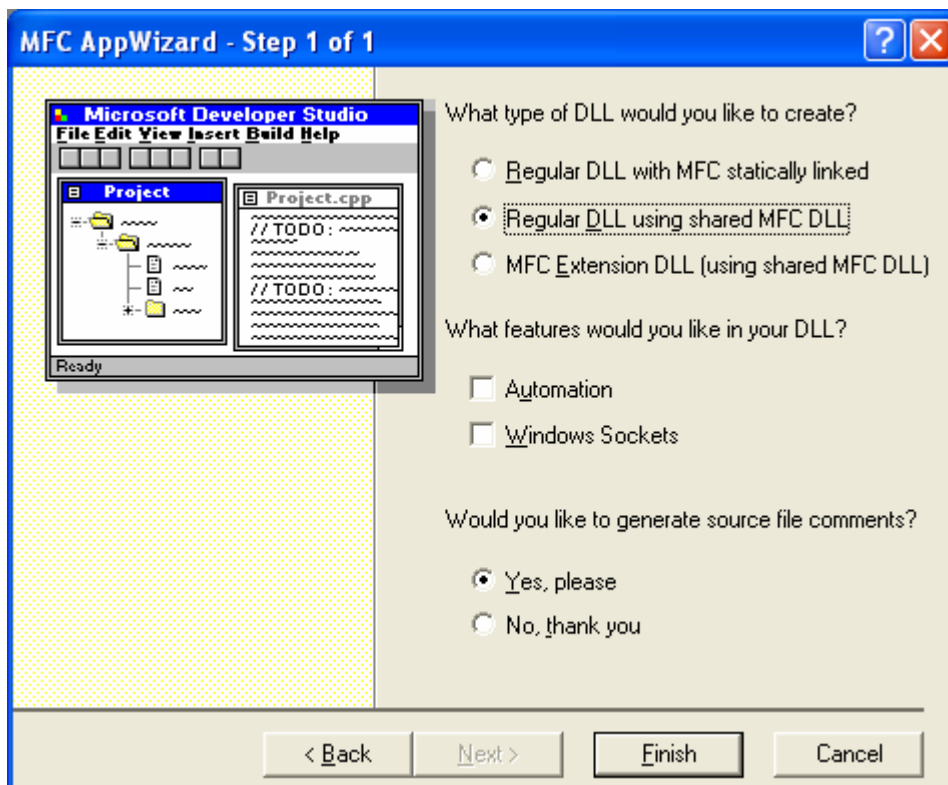 MFC AppWizard - Step 1 of 1
Microsoft Developer Studio
File Edit View Insert Build Help
Project
Project.cpp
// TODO:
// TODO:
Ready
What type of DLL would you like to create?
Regular DLL with MFC statically linked
Regular DLL using shared MFC DLL
MFC Extension DLL (using shared MFC DLL)
What features would you like in your DLL?
Automation
Windows Sockets
Would you like to generate source file comments?
Yes, please
No, thank you
< Back Next > Finish Cancel